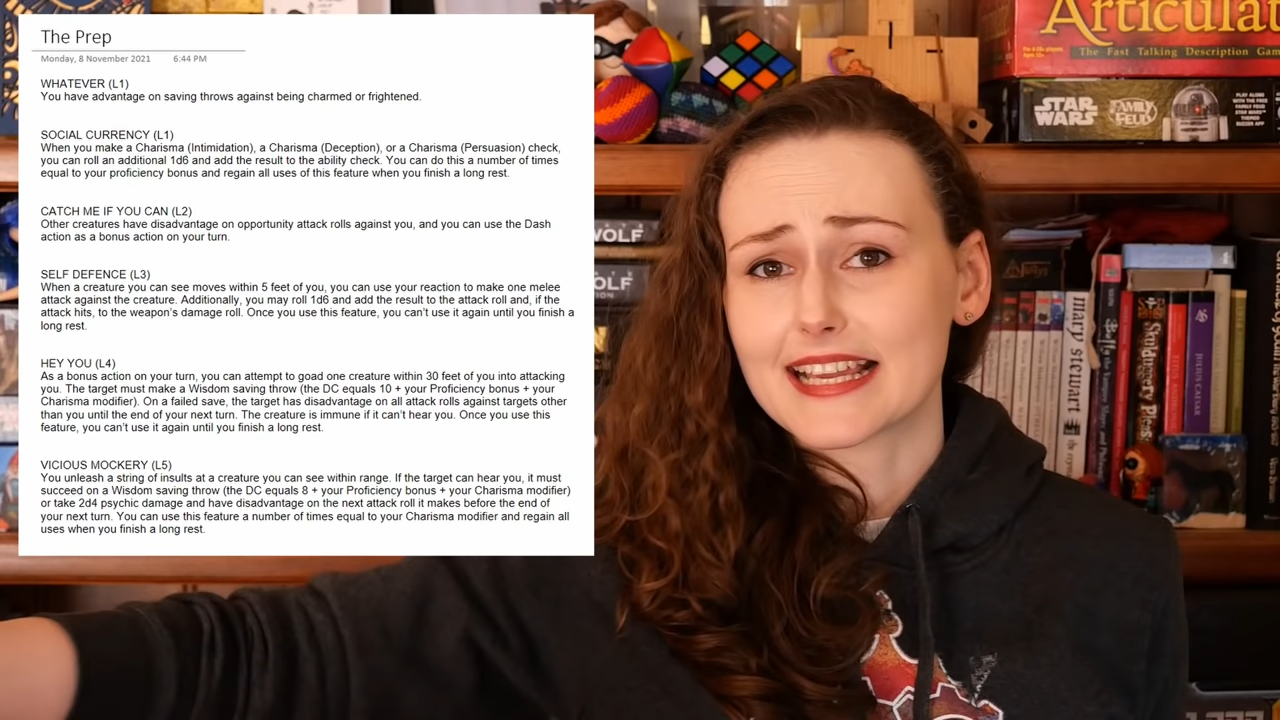 The Prep
Monday, 8 November 2021 6:44 PM
WHATEVER (L1)
You have advantage on saving throws against being charmed or frightened.
SOCIAL CURRENCY (L1)
When you make a Charisma (Intimidation), a Charisma (Deception), or a Charisma (Persuasion) check,
you can roll an additional 1d6 and add the result to the ability check. You can do this a number of times
equal to your proficiency bonus and regain all uses of this feature when you finish a long rest.
CATCH ME IF YOU CAN (L2)
Other creatures have disadvantage on opportunity attack rolls against you, and you can use the Dash
action as a bonus action on your turn.
SELF DEFENCE (L3)
When a creature you can see moves within 5 feet of you, you can use your reaction to make one melee
attack against the creature. Additionally, you may roll 1d6 and add the result to the attack roll and, if the
attack hits, to the weapon's damage roll. Once you use this feature, you can't use it again until you finish a
long rest.
HEY YOU (L4)
As a bonus action on your turn, you can attempt to goad one creature within 30 feet of you into attacking
you. The target must make a Wisdom saving throw (the DC equals 10 + your Proficiency bonus + your
Charisma modifier). On a failed save, the target has disadvantage on all attack rolls against targets other
than you until the end of your next turn. The creature is immune if it can't hear you. Once you use this
feature, you can't use it again until you finish a long rest.
VICIOUS MOCKERY (L5)
You unleash a string of insults at a creature you can see within range. If the target can hear you, it must
succeed on a Wisdom saving throw (the DC equals 8 + your Proficiency bonus + your Charisma modifier)
or take 2d4 psychic damage and have disadvantage on the next attack roll it makes before the end of
your next turn. You can use this feature a number of times equal to your Charisma modifier and regain all
uses when you finish a long rest.
Articulat
The Fast Talking Description Gam
STAR WARS
FAMILY FEUD
PLAY ALONG
WITH THE FREE
FAMILY FEUD
STAR WARS
THEMED
BUZZER APP
WOLF
WOLF
mary stewart
Skulduggery Pleas
JULIUS CAESAR